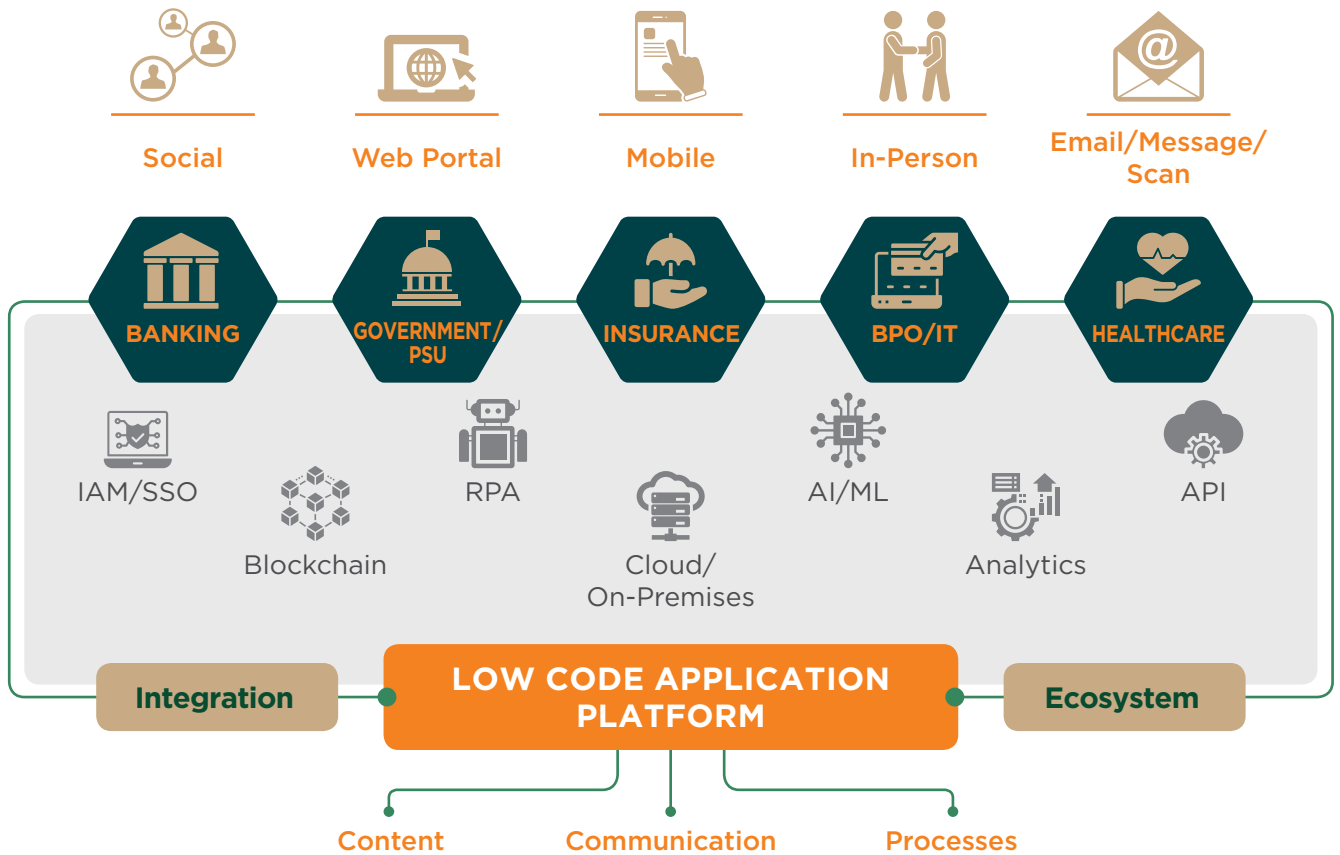 @
Social
Web Portal
Mobile
In-Person
Email/Message/
Scan
BANKING
GOVERNMENT/
PSU
INSURANCE
BPO/IT
HEALTHCARE
IAM/SSO
RPA
AI/ML
API
Blockchain
Cloud/
On-Premises
Analytics
Integration
LOW CODE APPLICATION
PLATFORM
Ecosystem
Content
Communication
Processes